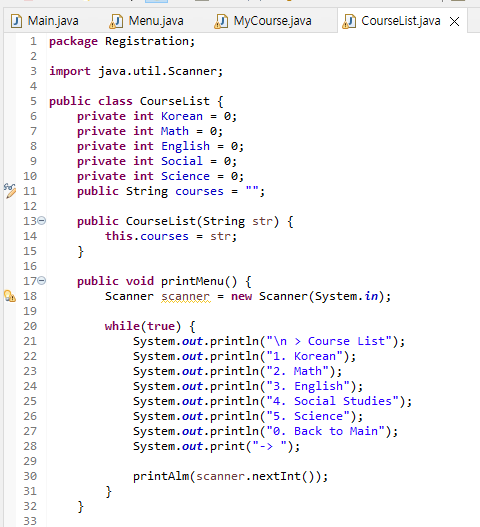 Main.java Menu.java MyCourse.java CourseList.java
1 package Registration;
2
3 import java.util.Scanner;
4
5 public class CourseList {
6     private int Korean = 0;
7     private int Math = 0;
8     private int English = 0;
9     private int Social = 0;
10     private int Science = 0;
11     public String courses = "";
12
13     public CourseList(String str) {
14         this.courses = str;
15     }
16
17     public void printMenu() {
18         Scanner scanner = new Scanner(System.in);
19
20         while(true) {
21             System.out.println("\n > Course List");
22             System.out.println("1. Korean");
23             System.out.println("2. Math");
24             System.out.println("3. English");
25             System.out.println("4. Social Studies");
26             System.out.println("5. Science");
27             System.out.println("0. Back to Main");
28             System.out.print("-> ");
29
30             printAlm(scanner.nextInt());
31         }
32     }
33